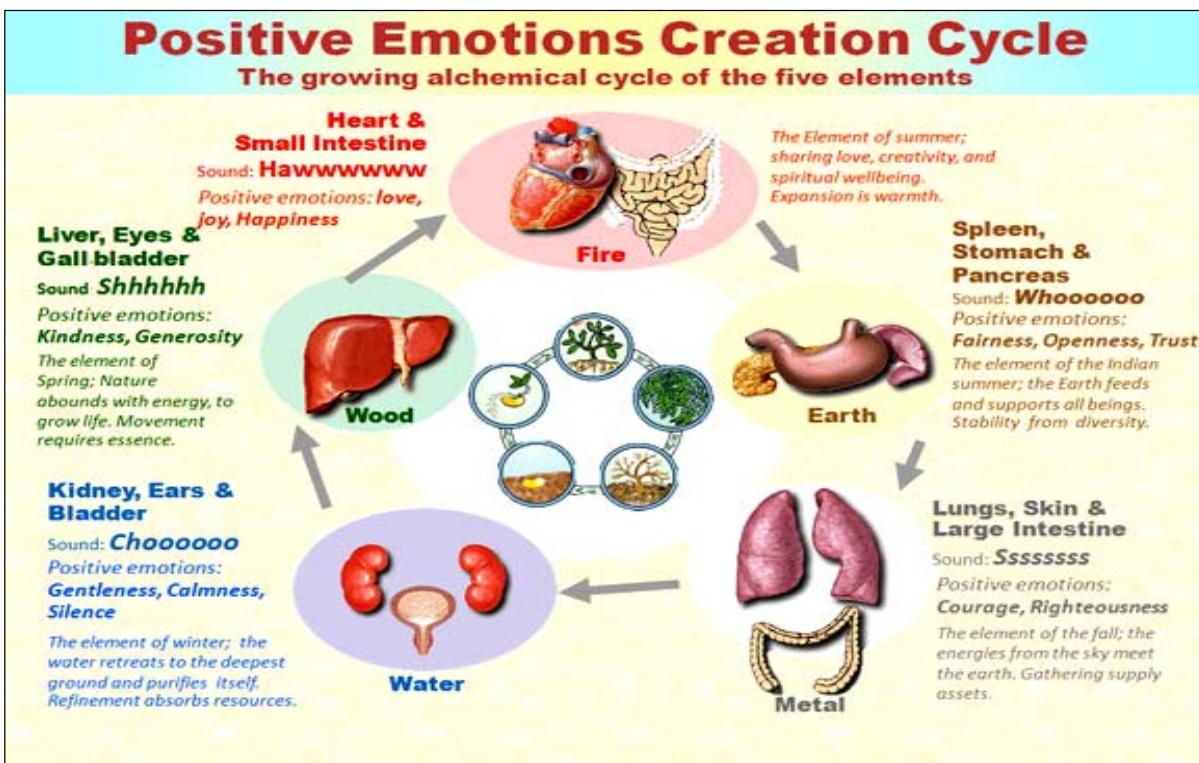 Positive Emotions Creation Cycle
The growing alchemical cycle of the five elements
Heart &
Small Intestine
Sound: Hawwwwwww
Positive emotions: love,
joy, Happiness
Fire
The Element of summer;
sharing love, creativity, and
spiritual wellbeing.
Expansion is warmth.
Spleen,
Stomach &
Pancreas
Sound: Whoooooo
Positive emotions:
Fairness, Openness, Trust
The element of the Indian
summer; the Earth feeds
and supports all beings.
Stability from diversity.
Earth
Lungs, Skin &
Large Intestine
Sound: Ssssssss
Positive emotions:
Courage, Righteousness
The element of the fall; the
energies from the sky meet
the earth. Gathering supply
assets.
Metal
Kidney, Ears &
Bladder
Sound: Choooooo
Positive emotions:
Gentleness, Calmness,
Silence
The element of winter; the
water retreats to the deepest
ground and purifies itself.
Refinement absorbs resources.
Water
Liver, Eyes &
Gall bladder
Sound Shhhhhh
Positive emotions:
Kindness, Generosity
The element of
Spring; Nature
abounds with energy, to
grow life. Movement
requires essence.
Wood